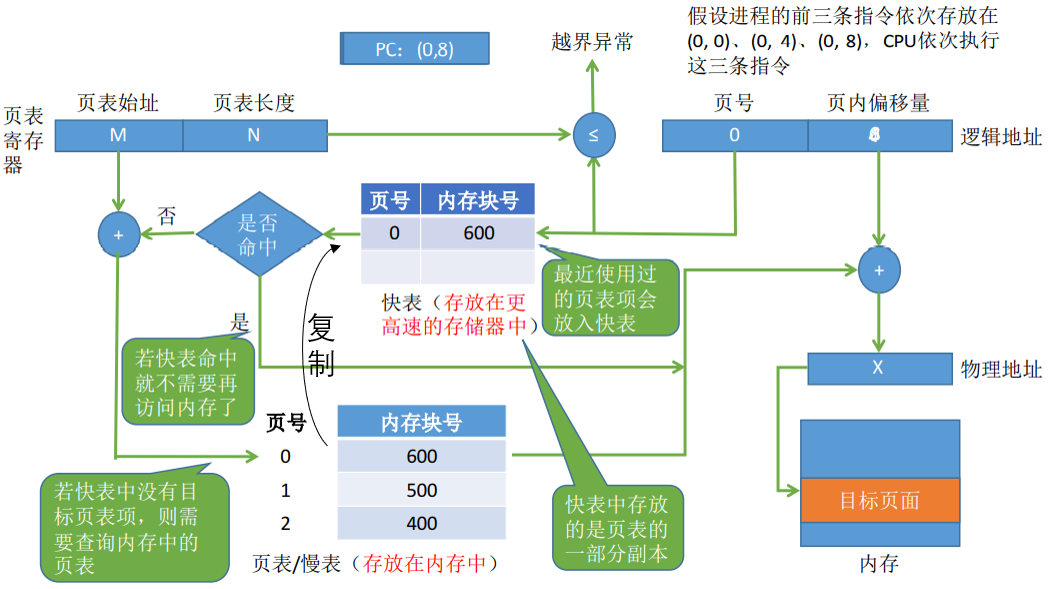 假设进程的前三条指令依次存放在
(0, 0)、(0, 4)、(0, 8)，CPU依次执行
这三条指令
PC:（0,8)
越界异常
页表始址
页表长度
页号
页内偏移量
页表
寄存
器
M
N
≤
0
逻辑地址
页号
内存块号
0
600
+
否
是否
命中
+
快表（存放在更
高速的存储器中）
最近使用过
的页表项会
放入快表
是
复
制
若快表命中
就不需要再
访问内存了
X
物理地址
页号
内存块号
0
600
1
500
2
400
页表/慢表（存放在内存中）
若快表中没有目
标页表项，则需
要查询内存中的
页表
快表中存放
的是页表的
一部分副本
目标页面
内存